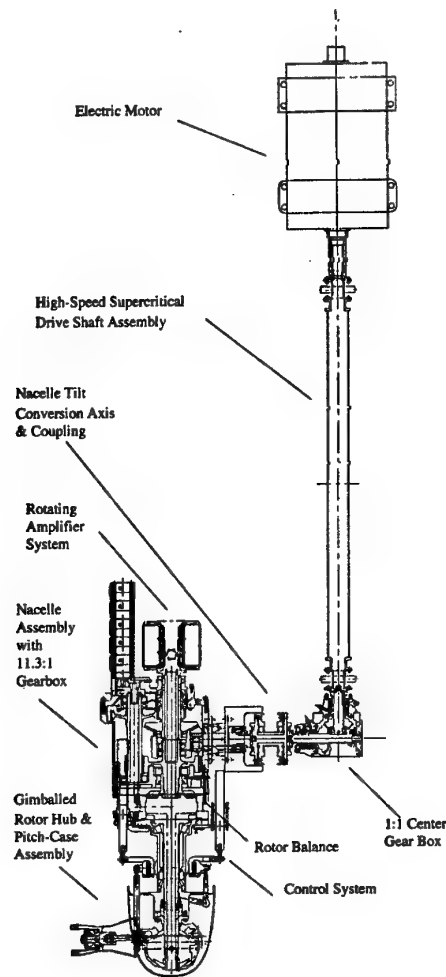 Electric Motor
High-Speed Supercritical
Drive Shaft Assembly
Nacelle Tilt
Conversion Axis
& Coupling
Rotating
Amplifier
System
Nacelle
Assembly
with
11.3:1
Gearbox
Gimballed
Rotor Hub &
Pitch-Case
Assembly
1:1 Center
Gear Box
Rotor Balance
Control System